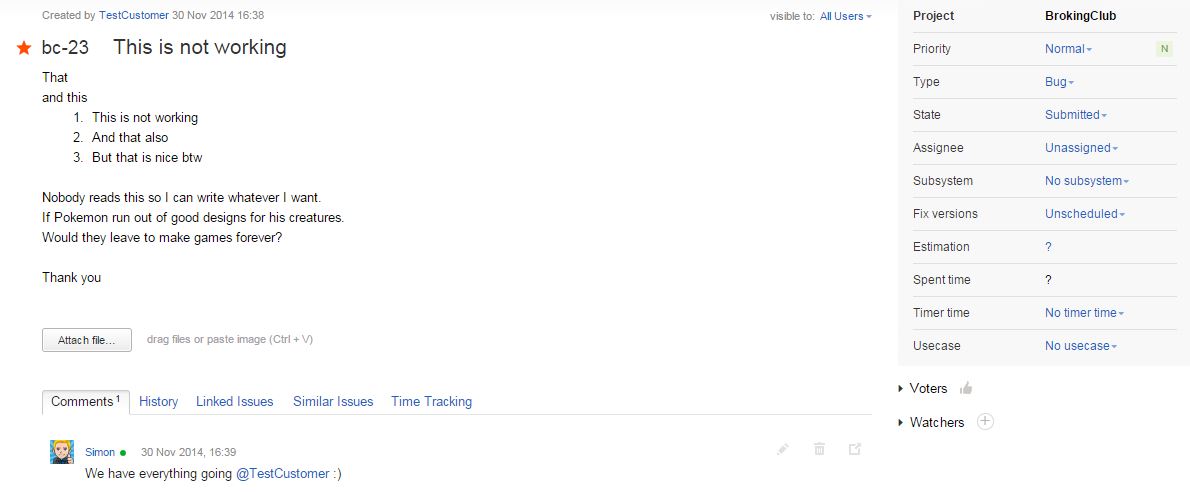 Created by TestCustomer 30 Nov 2014 16:38
visible to: All Users
bc-23 This is not working
That
and this
1. This is not working
2. And that also
3. But that is nice btw
Nobody reads this so I can write whatever I want.
If Pokemon run out of good designs for his creatures.
Would they leave to make games forever?
Thank you
Attach file... drag files or paste image (Ctrl + V)
Comments 1 History Linked Issues Similar Issues Time Tracking
Simon 30 Nov 2014, 16:39
We have everything going @TestCustomer :)
Project BrokingClub
Priority Normal N
Type Bug
State Submitted
Assignee Unassigned
Subsystem No subsystem
Fix versions Unscheduled
Estimation ?
Spent time ?
Timer time No timer time
Usecase No usecase
Voters
Watchers